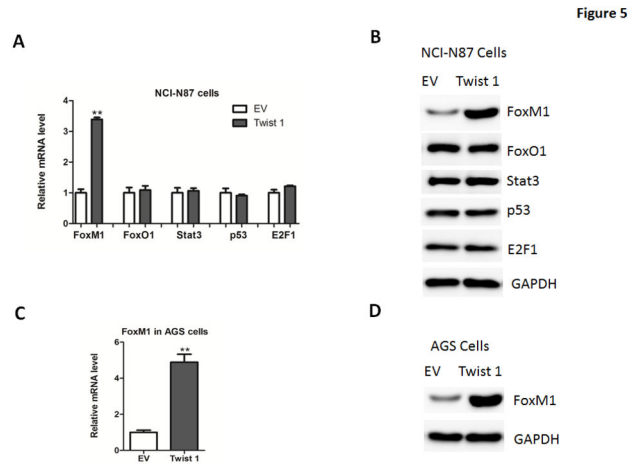 Figure 5
A
NCI-N87 cells
EV
Twist 1
Relative mRNA level
4
3
2
1
0
**
FoxM1 FoxO1 Stat3 p53 E2F1
B
NCI-N87 Cells
EV Twist 1
FoxM1
FoxO1
Stat3
p53
E2F1
GAPDH
C
FoxM1 in AGS cells
Relative mRNA level
6
4
2
0
**
EV Twist 1
D
AGS Cells
EV Twist 1
FoxM1
GAPDH